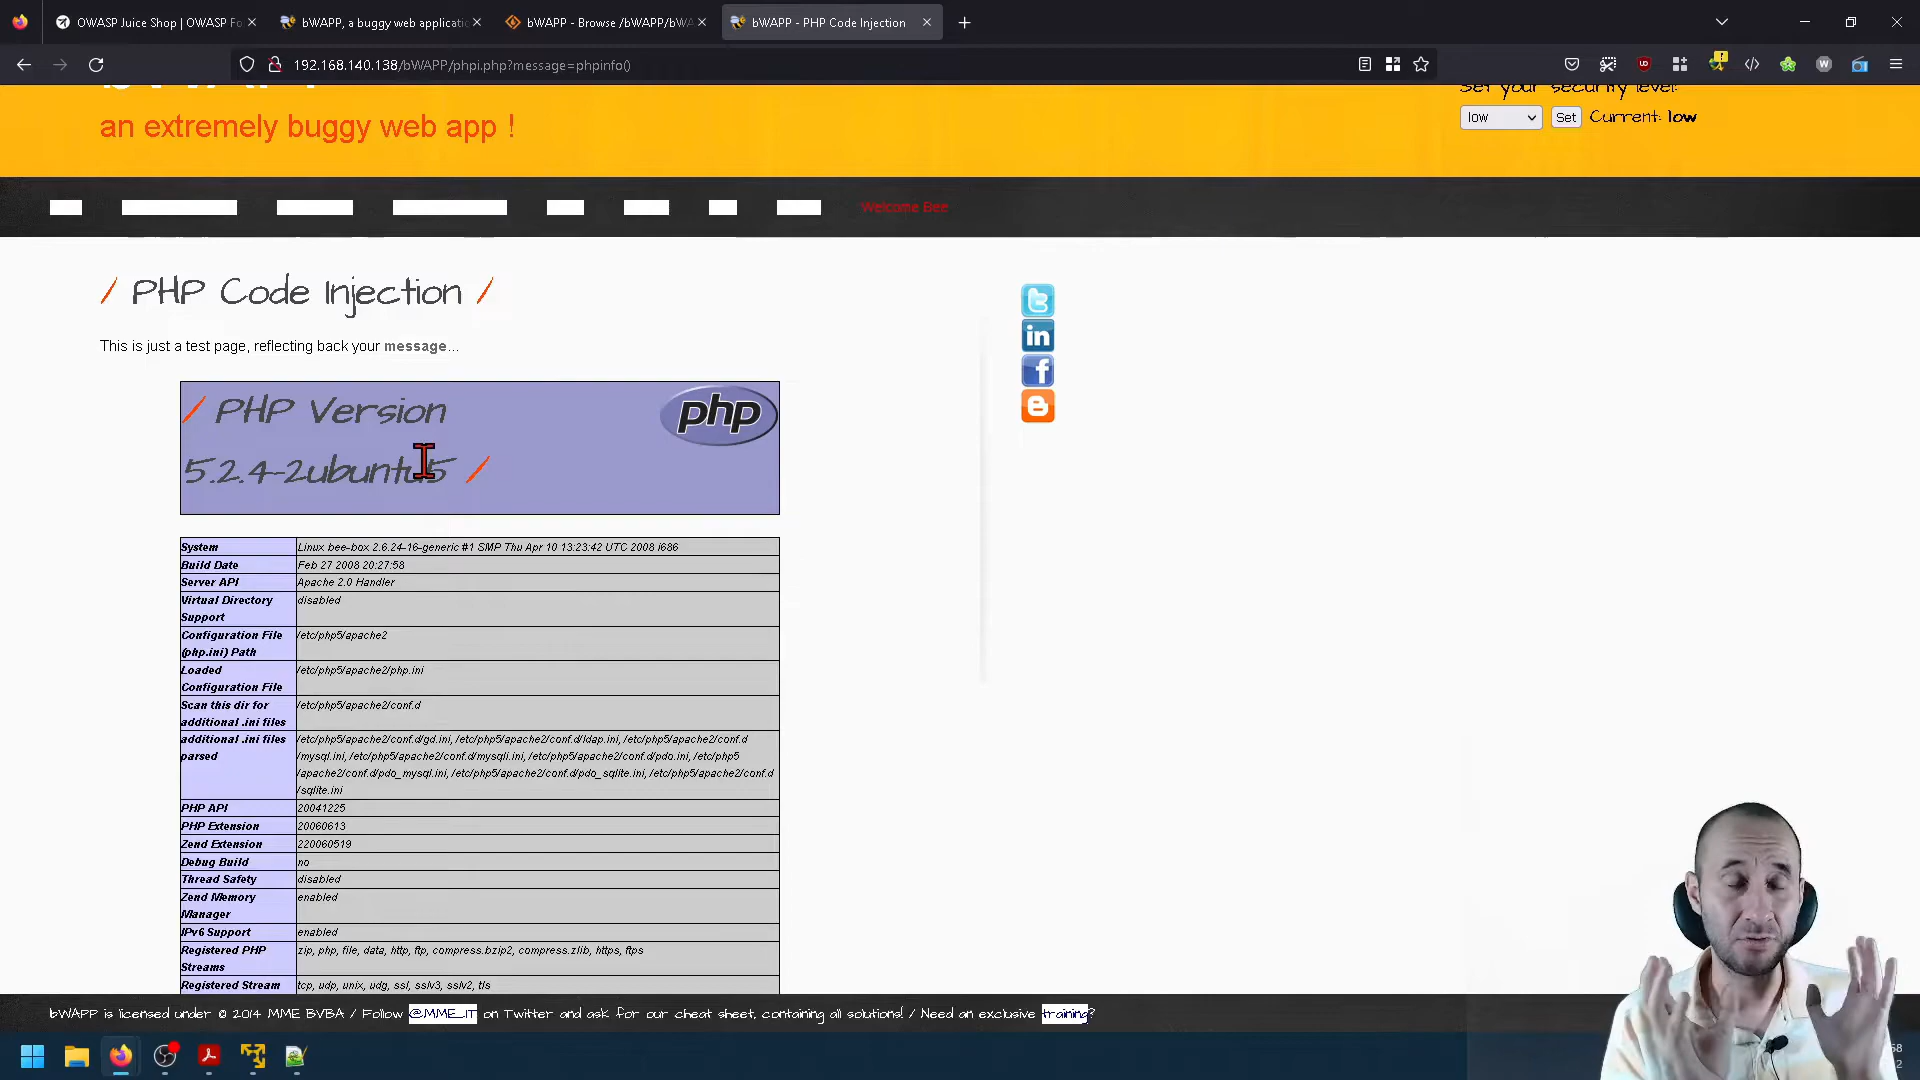 OWASP Juice Shop | OWASP Fo
bWAPP, a buggy web applicatio
bWAPP - Browse /bWAPP/bWA
bWAPP - PHP Code Injection
192.168.140.138/bWAPP/phpi.php?message=phpinfo()
an extremely buggy web app !
Set your security level:
low
Set
Current: low
Welcome Bee
/ PHP Code Injection /
This is just a test page, reflecting back your message...
/ PHP Version
5.2.4-2ubuntu5 /
php
System Linux bee-box 2.6.24-16-generic #1 SMP Thu Apr 10 13:23:42 UTC 2008 i686
Build Date Feb 27 2008 20:27:58
Server API Apache 2.0 Handler
Virtual Directory disabled
Support
Configuration File /etc/php5/apache2
(php.ini) Path
Loaded /etc/php5/apache2/php.ini
Configuration File
Scan this dir for /etc/php5/apache2/conf.d
additional .ini files
additional .ini files /etc/php5/apache2/conf.d/gd.ini, /etc/php5/apache2/conf.d/ldap.ini, /etc/php5/apache2/conf.d
parsed /mysql.ini, /etc/php5/apache2/conf.d/mysqli.ini, /etc/php5/apache2/conf.d/pdo.ini, /etc/php5
/apache2/conf.d/pdo_mysql.ini, /etc/php5/apache2/conf.d/pdo_sqlite.ini, /etc/php5/apache2/conf.d
/sqlite.ini
PHP API 20041225
PHP Extension 20060613
Zend Extension 220060519
Debug Build no
Thread Safety disabled
Zend Memory enabled
Manager
IPv6 Support enabled
Registered PHP zip, php, file, data, http, ftp, compress.bzip2, compress.zlib, https, ftps
Streams
Registered Stream tcp, udp, unix, udg, ssl, sslv3, sslv2, tls
bWAPP is licensed under © 2014 MME BVBA / Follow @MME_IT on Twitter and ask for our cheat sheet, containing all solutions! / Need an exclusive training?